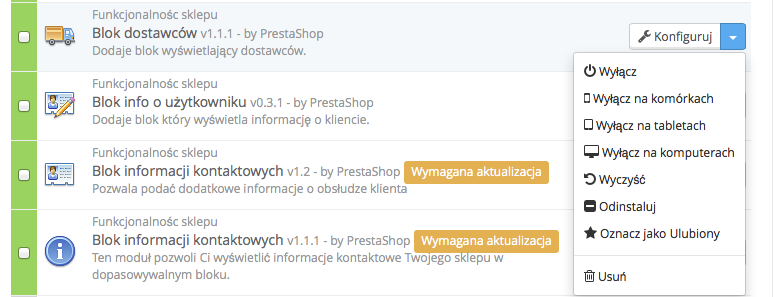 Funkcjonalnośc sklepu
Blok dostawców v1.1.1 - by PrestaShop
Dodaje blok wyświetlający dostawców.
Konfiguruj
Wyłącz
Wyłącz na komórkach
Wyłącz na tabletach
Wyłącz na komputerach
Wyczyść
Odinstaluj
Oznacz jako Ulubiony
Usuń
Funkcjonalnośc sklepu
Blok info o użytkowniku v0.3.1 - by PrestaShop
Dodaje blok który wyświetla informację o kliencie.
Funkcjonalnośc sklepu
Blok informacji kontaktowych v1.2 - by PrestaShop Wymagana aktualizacja
Pozwala podać dodatkowe informacje o obsłudze klienta
Funkcjonalnośc sklepu
Blok informacji kontaktowych v1.1.1 - by PrestaShop Wymagana aktualizacja
Ten moduł pozwoli Ci wyświetlić informacje kontaktowe Twojego sklepu w
dopasowywalnym bloku.